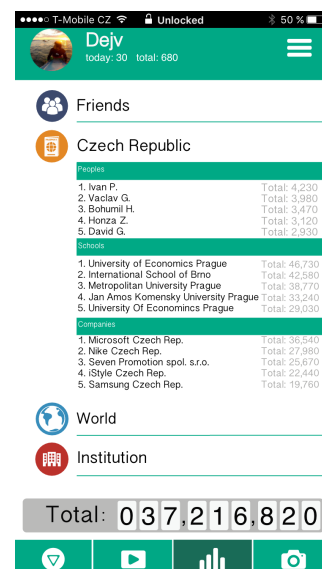 T-Mobile CZ Unlocked 50 %
Dejv
today: 30 total: 680
Friends
Czech Republic
Peoples
1. Ivan P. Total: 4,230
2. Vaclav G. Total: 3,980
3. Bohumil H. Total: 3,470
4. Honza Z. Total: 3,120
5. David G. Total: 2,930
Schools
1. University of Economics Prague Total: 46,730
2. International School of Brno Total: 42,580
3. Metropolitan University Prague Total: 38,770
4. Jan Amos Komensky University Prague Total: 33,240
5. University Of Economincs Prague Total: 29,030
Companies
1. Microsoft Czech Rep. Total: 36,540
2. Nike Czech Rep. Total: 27,980
3. Seven Promotion spol. s.r.o. Total: 25,670
4. iStyle Czech Rep. Total: 22,440
5. Samsung Czech Rep. Total: 19,760
World
Institution
Total: 037,216,820